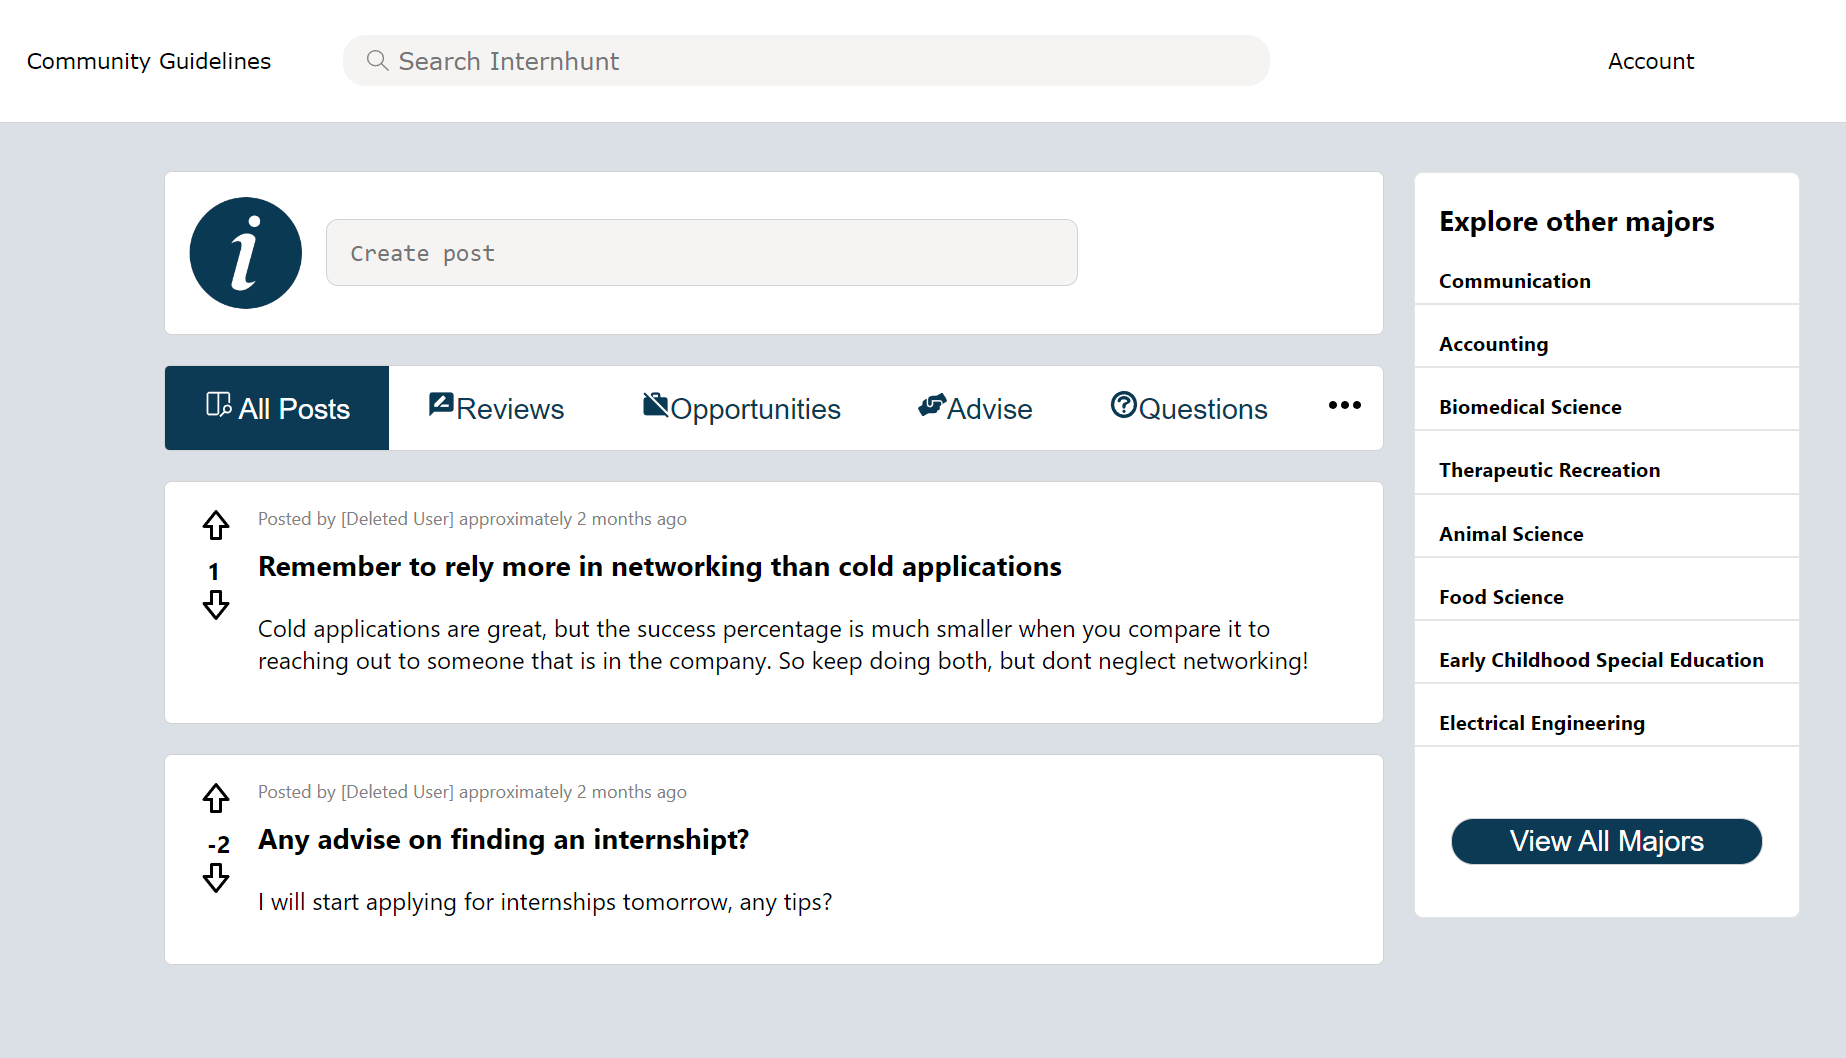 Community Guidelines
Search Internhunt
Account
i
Create post
All Posts
Reviews
Opportunities
Advise
Questions
Posted by [Deleted User] approximately 2 months ago
1
Remember to rely more in networking than cold applications
Cold applications are great, but the success percentage is much smaller when you compare it to
reaching out to someone that is in the company. So keep doing both, but dont neglect networking!
Posted by [Deleted User] approximately 2 months ago
-2
Any advise on finding an internshipt?
I will start applying for internships tomorrow, any tips?
Explore other majors
Communication
Accounting
Biomedical Science
Therapeutic Recreation
Animal Science
Food Science
Early Childhood Special Education
Electrical Engineering
View All Majors